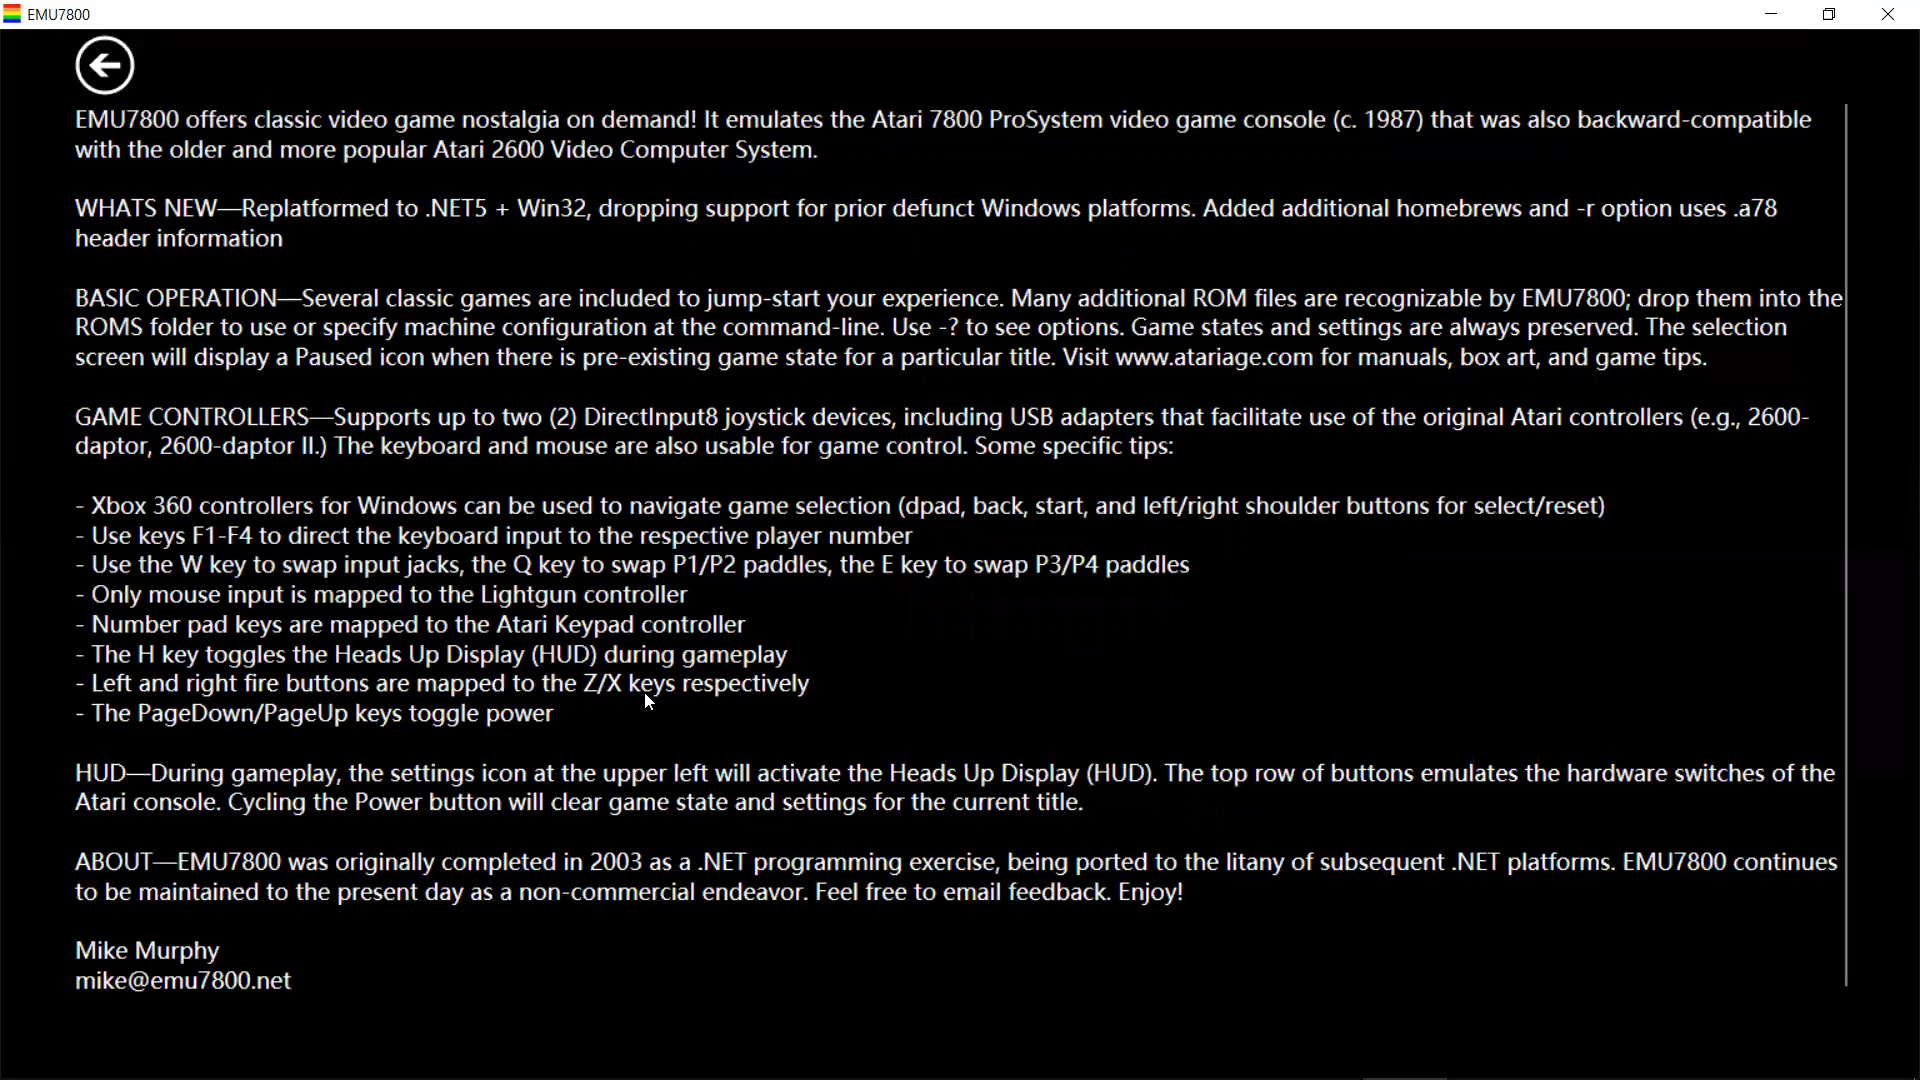 EMU7800
EMU7800 offers classic video game nostalgia on demand! It emulates the Atari 7800 ProSystem video game console (c. 1987) that was also backward-compatible
with the older and more popular Atari 2600 Video Computer System.
WHATS NEW—Replatformed to .NET5 + Win32, dropping support for prior defunct Windows platforms. Added additional homebrews and -r option uses .a78
header information
BASIC OPERATION—Several classic games are included to jump-start your experience. Many additional ROM files are recognizable by EMU7800; drop them into the
ROMS folder to use or specify machine configuration at the command-line. Use -? to see options. Game states and settings are always preserved. The selection
screen will display a Paused icon when there is pre-existing game state for a particular title. Visit www.atariage.com for manuals, box art, and game tips.
GAME CONTROLLERS—Supports up to two (2) DirectInput8 joystick devices, including USB adapters that facilitate use of the original Atari controllers (e.g., 2600-
daptor, 2600-daptor II.) The keyboard and mouse are also usable for game control. Some specific tips:
- Xbox 360 controllers for Windows can be used to navigate game selection (dpad, back, start, and left/right shoulder buttons for select/reset)
- Use keys F1-F4 to direct the keyboard input to the respective player number
- Use the W key to swap input jacks, the Q key to swap P1/P2 paddles, the E key to swap P3/P4 paddles
- Only mouse input is mapped to the Lightgun controller
- Number pad keys are mapped to the Atari Keypad controller
- The H key toggles the Heads Up Display (HUD) during gameplay
- Left and right fire buttons are mapped to the Z/X keys respectively
- The PageDown/PageUp keys toggle power
HUD—During gameplay, the settings icon at the upper left will activate the Heads Up Display (HUD). The top row of buttons emulates the hardware switches of the
Atari console. Cycling the Power button will clear game state and settings for the current title.
ABOUT—EMU7800 was originally completed in 2003 as a .NET programming exercise, being ported to the litany of subsequent .NET platforms. EMU7800 continues
to be maintained to the present day as a non-commercial endeavor. Feel free to email feedback. Enjoy!
Mike Murphy
mike@emu7800.net